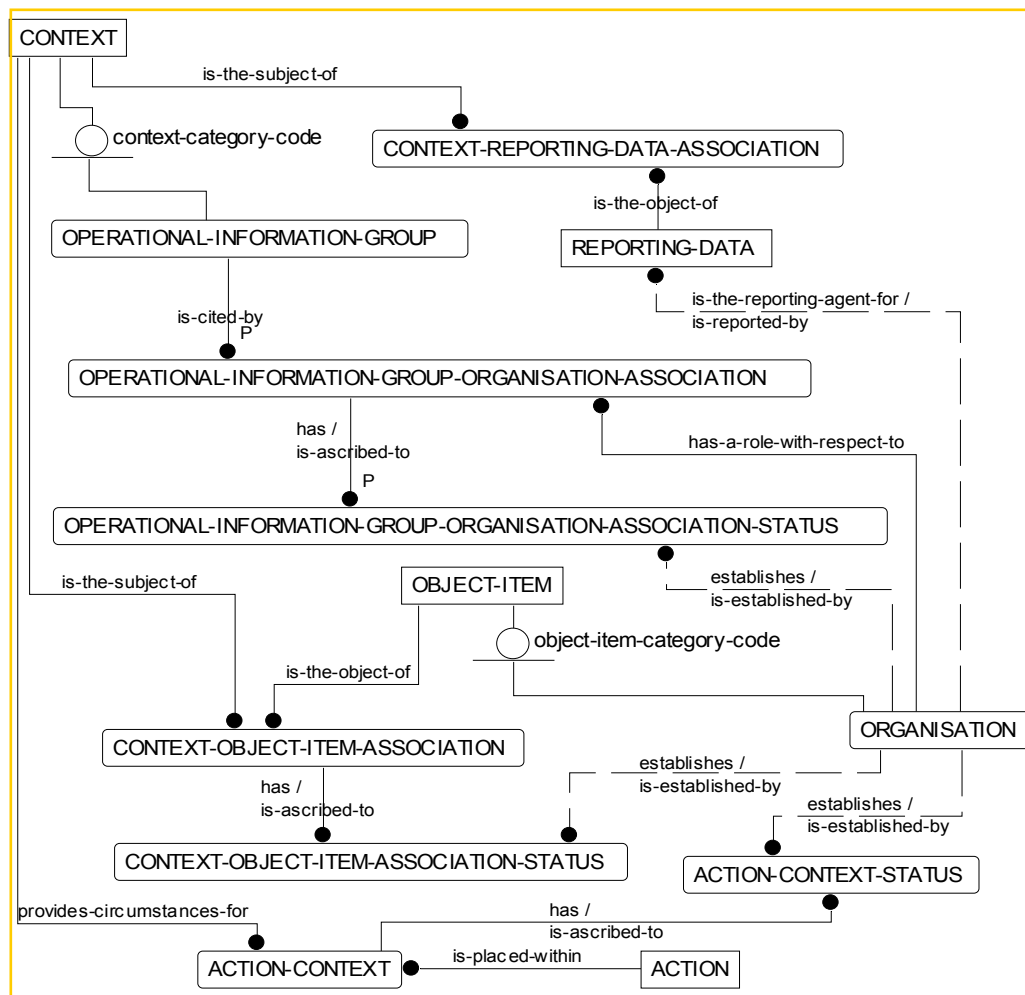 CONTEXT
is-the-subject-of
context-category-code
CONTEXT-REPORTING-DATA-ASSOCIATION
is-the-object-of
OPERATIONAL-INFORMATION-GROUP
REPORTING-DATA
is-the-reporting-agent-for /
is-reported-by
is-cited-by
P
OPERATIONAL-INFORMATION-GROUP-ORGANISATION-ASSOCIATION
has /
is-ascribed-to
has-a-role-with-respect-to
P
OPERATIONAL-INFORMATION-GROUP-ORGANISATION-ASSOCIATION-STATUS
is-the-subject-of
OBJECT-ITEM
establishes /
is-established-by
object-item-category-code
is-the-object-of
ORGANISATION
CONTEXT-OBJECT-ITEM-ASSOCIATION
establishes /
is-established-by
has /
is-ascribed-to
establishes /
is-established-by
CONTEXT-OBJECT-ITEM-ASSOCIATION-STATUS
ACTION-CONTEXT-STATUS
provides-circumstances-for
has /
is-ascribed-to
is-placed-within
ACTION-CONTEXT
ACTION